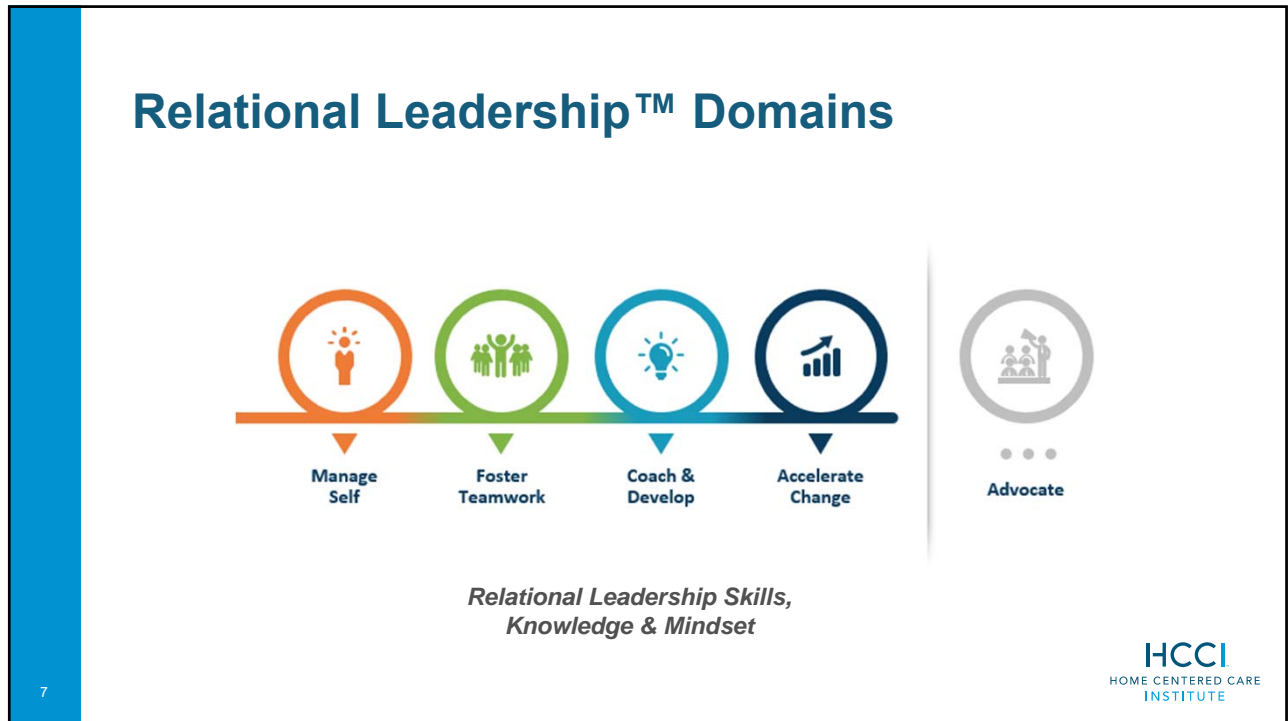 Relational Leadership™ Domains
Manage
Self
Foster
Teamwork
Coach &
Develop
Accelerate
Change
Advocate
Relational Leadership Skills,
Knowledge & Mindset
7
HCCI
HOME CENTERED CARE
INSTITUTE